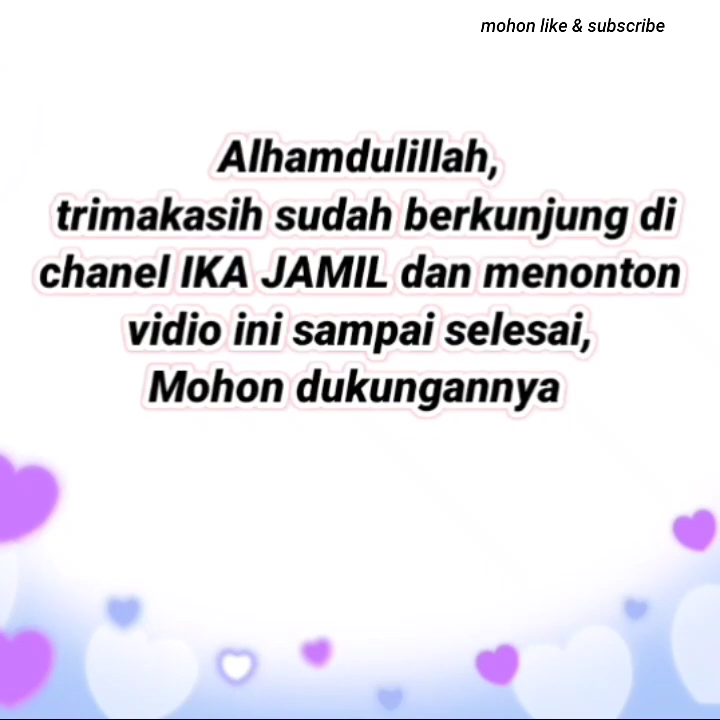 mohon like & subscribe
Alhamdulillah,
trimakasih sudah berkunjung di
chanel IKA JAMIL dan menonton
vidio ini sampai selesai,
Mohon dukungannya